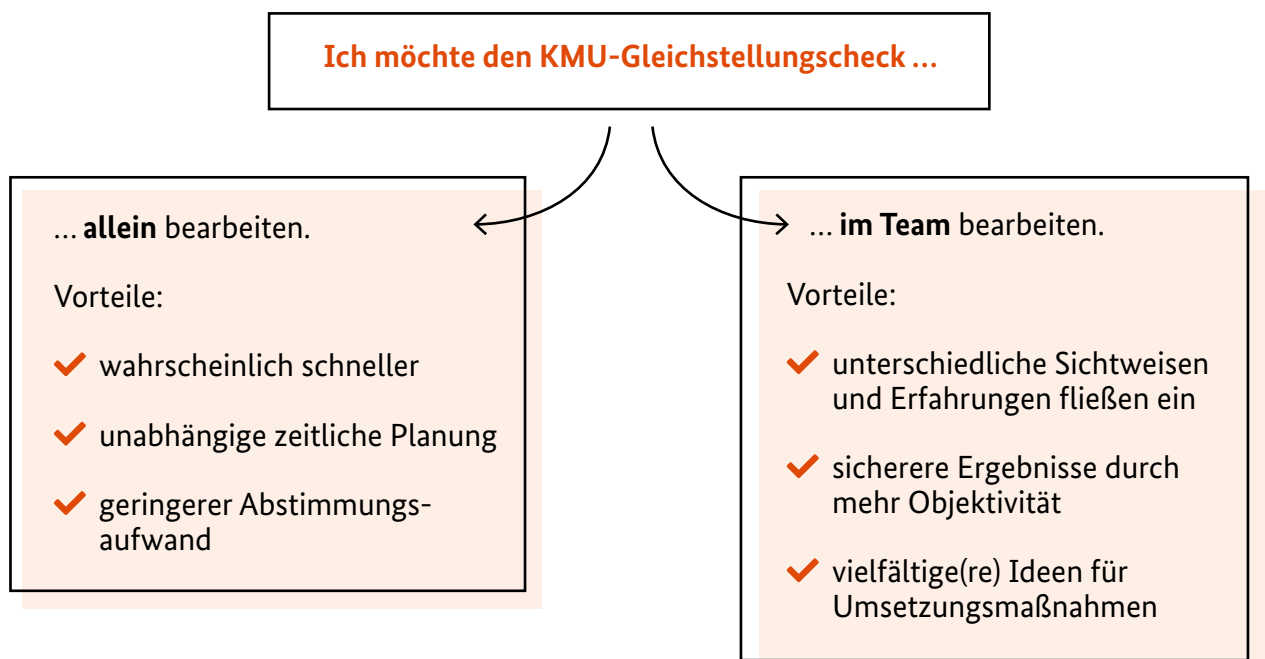 Ich möchte den KMU-Gleichstellungscheck …
… allein bearbeiten.
Vorteile:
wahrscheinlich schneller
unabhängige zeitliche Planung
geringerer Abstimmungs-
aufwand
… im Team bearbeiten.
Vorteile:
unterschiedliche Sichtweisen
und Erfahrungen fließen ein
sicherere Ergebnisse durch
mehr Objektivität
vielfältige(re) Ideen für
Umsetzungsmaßnahmen